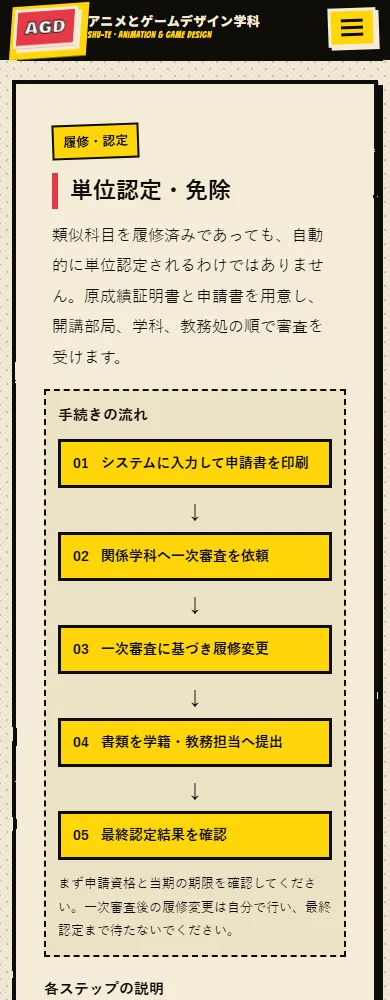 AGD
アニメとゲームデザイン学科
SHU-TE・ANIMATION & GAME DESIGN
履修・認定
単位認定・免除
類似科目を履修済みであっても、自動
的に単位認定されるわけではありませ
ん。原成績証明書と申請書を用意し、
開講部局、学科、教務処の順で審査を
受けます。
手続きの流れ
01 システムに入力して申請書を印刷
↓
02 関係学科へ一次審査を依頼
↓
03 一次審査に基づき履修変更
↓
04 書類を学籍・教務担当へ提出
↓
05 最終認定結果を確認
まず申請資格と当期の期限を確認してくださ
い。一次審査後の履修変更は自分で行い、最終
認定まで待たないでください。
各ステップの説明